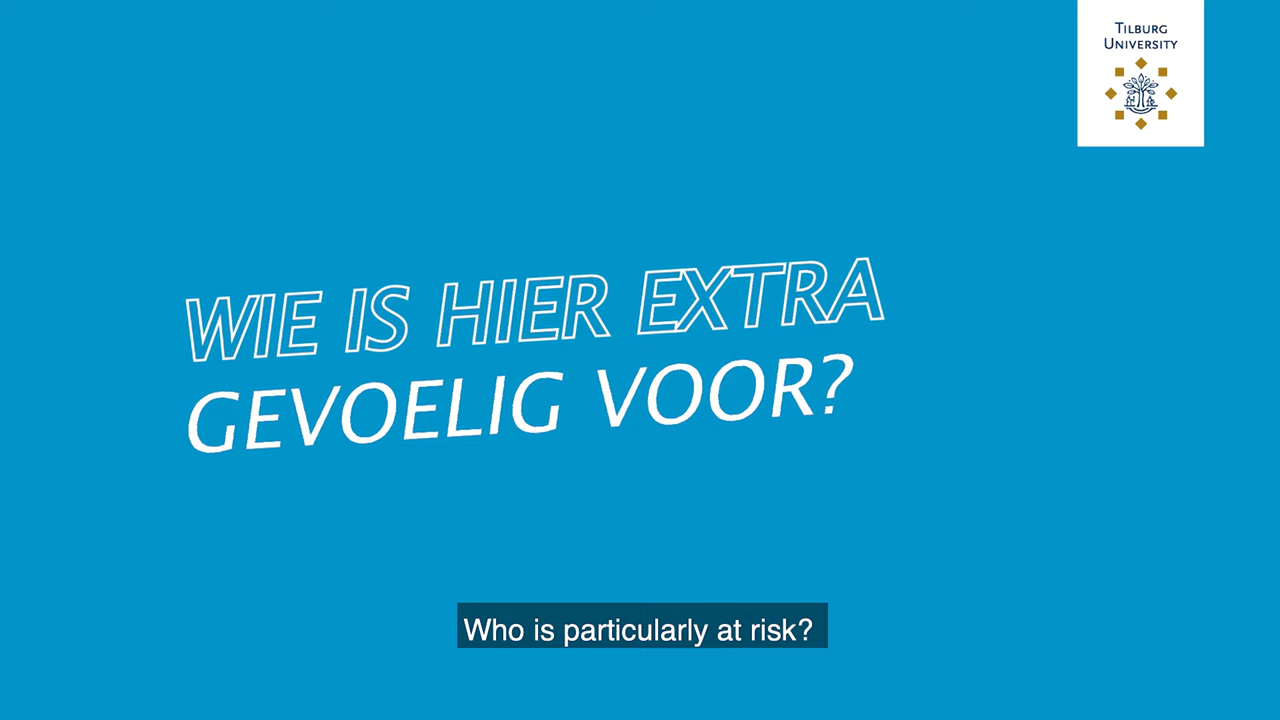 TILBURG
UNIVERSITY
WIE IS HIER EXTRA
GEVOELIG VOOR?
Who is particularly at risk?